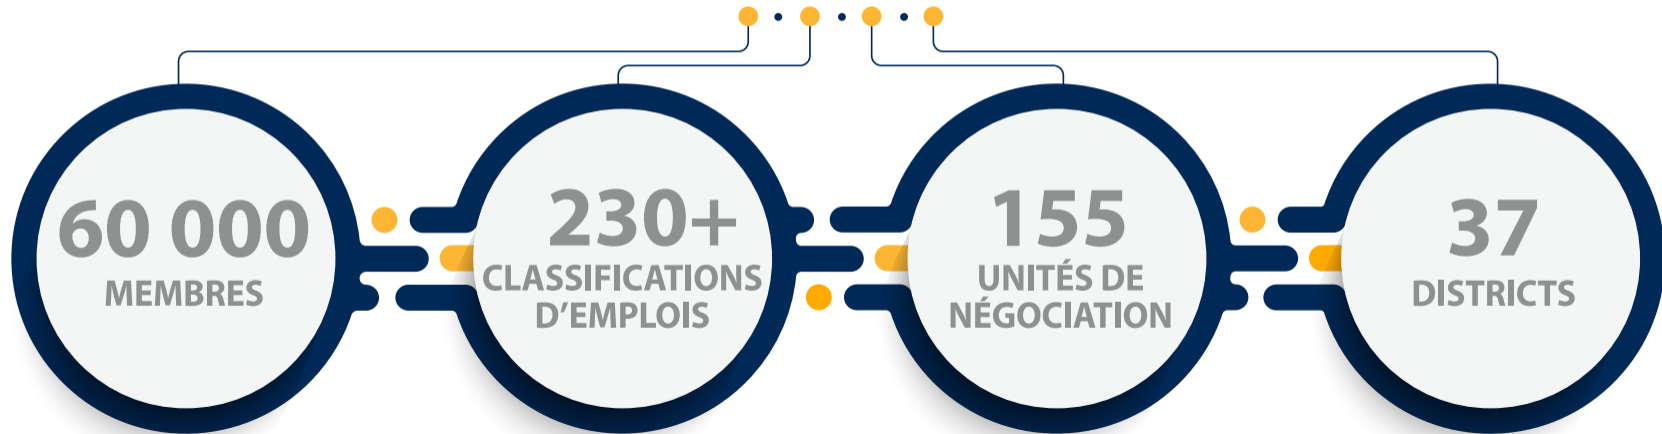 60 000
MEMBRES
230+
CLASSIFICATIONS
D’EMPLOIS
155
UNITÉS DE
NÉGOCIATION
37
DISTRICTS